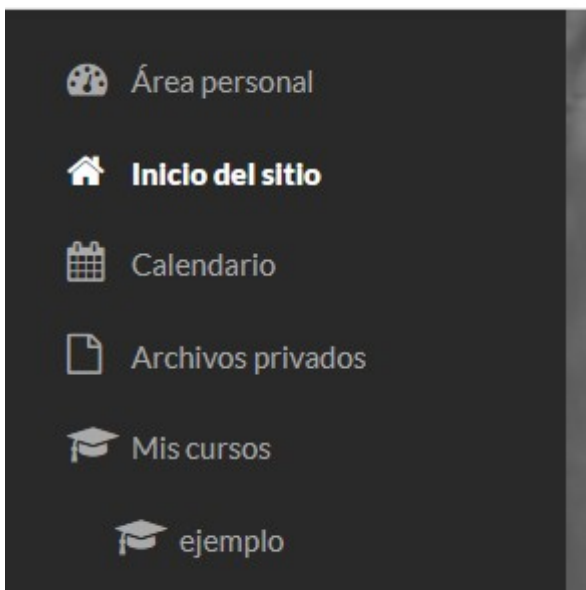 Área personal
Inicio del sitio
Calendario
Archivos privados
Mis cursos
ejemplo